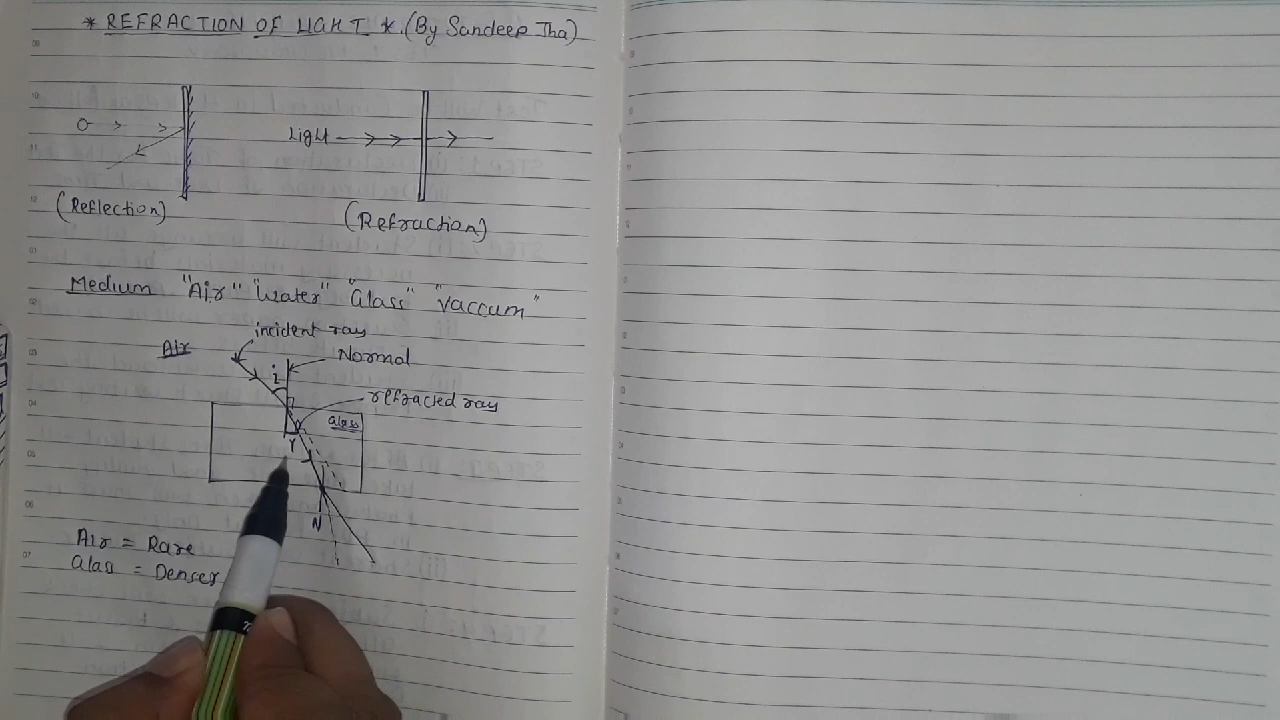 * REFRACTION OF LIGHT * (By Sandeep Jha)
O
Light
(Reflection)
(Refraction)
Medium "Air" "Water" "Glass" "vaccum"
incident ray
Air
Normal
i
refracted ray
Glass
r
N
Air = Rare
Glass = Denser